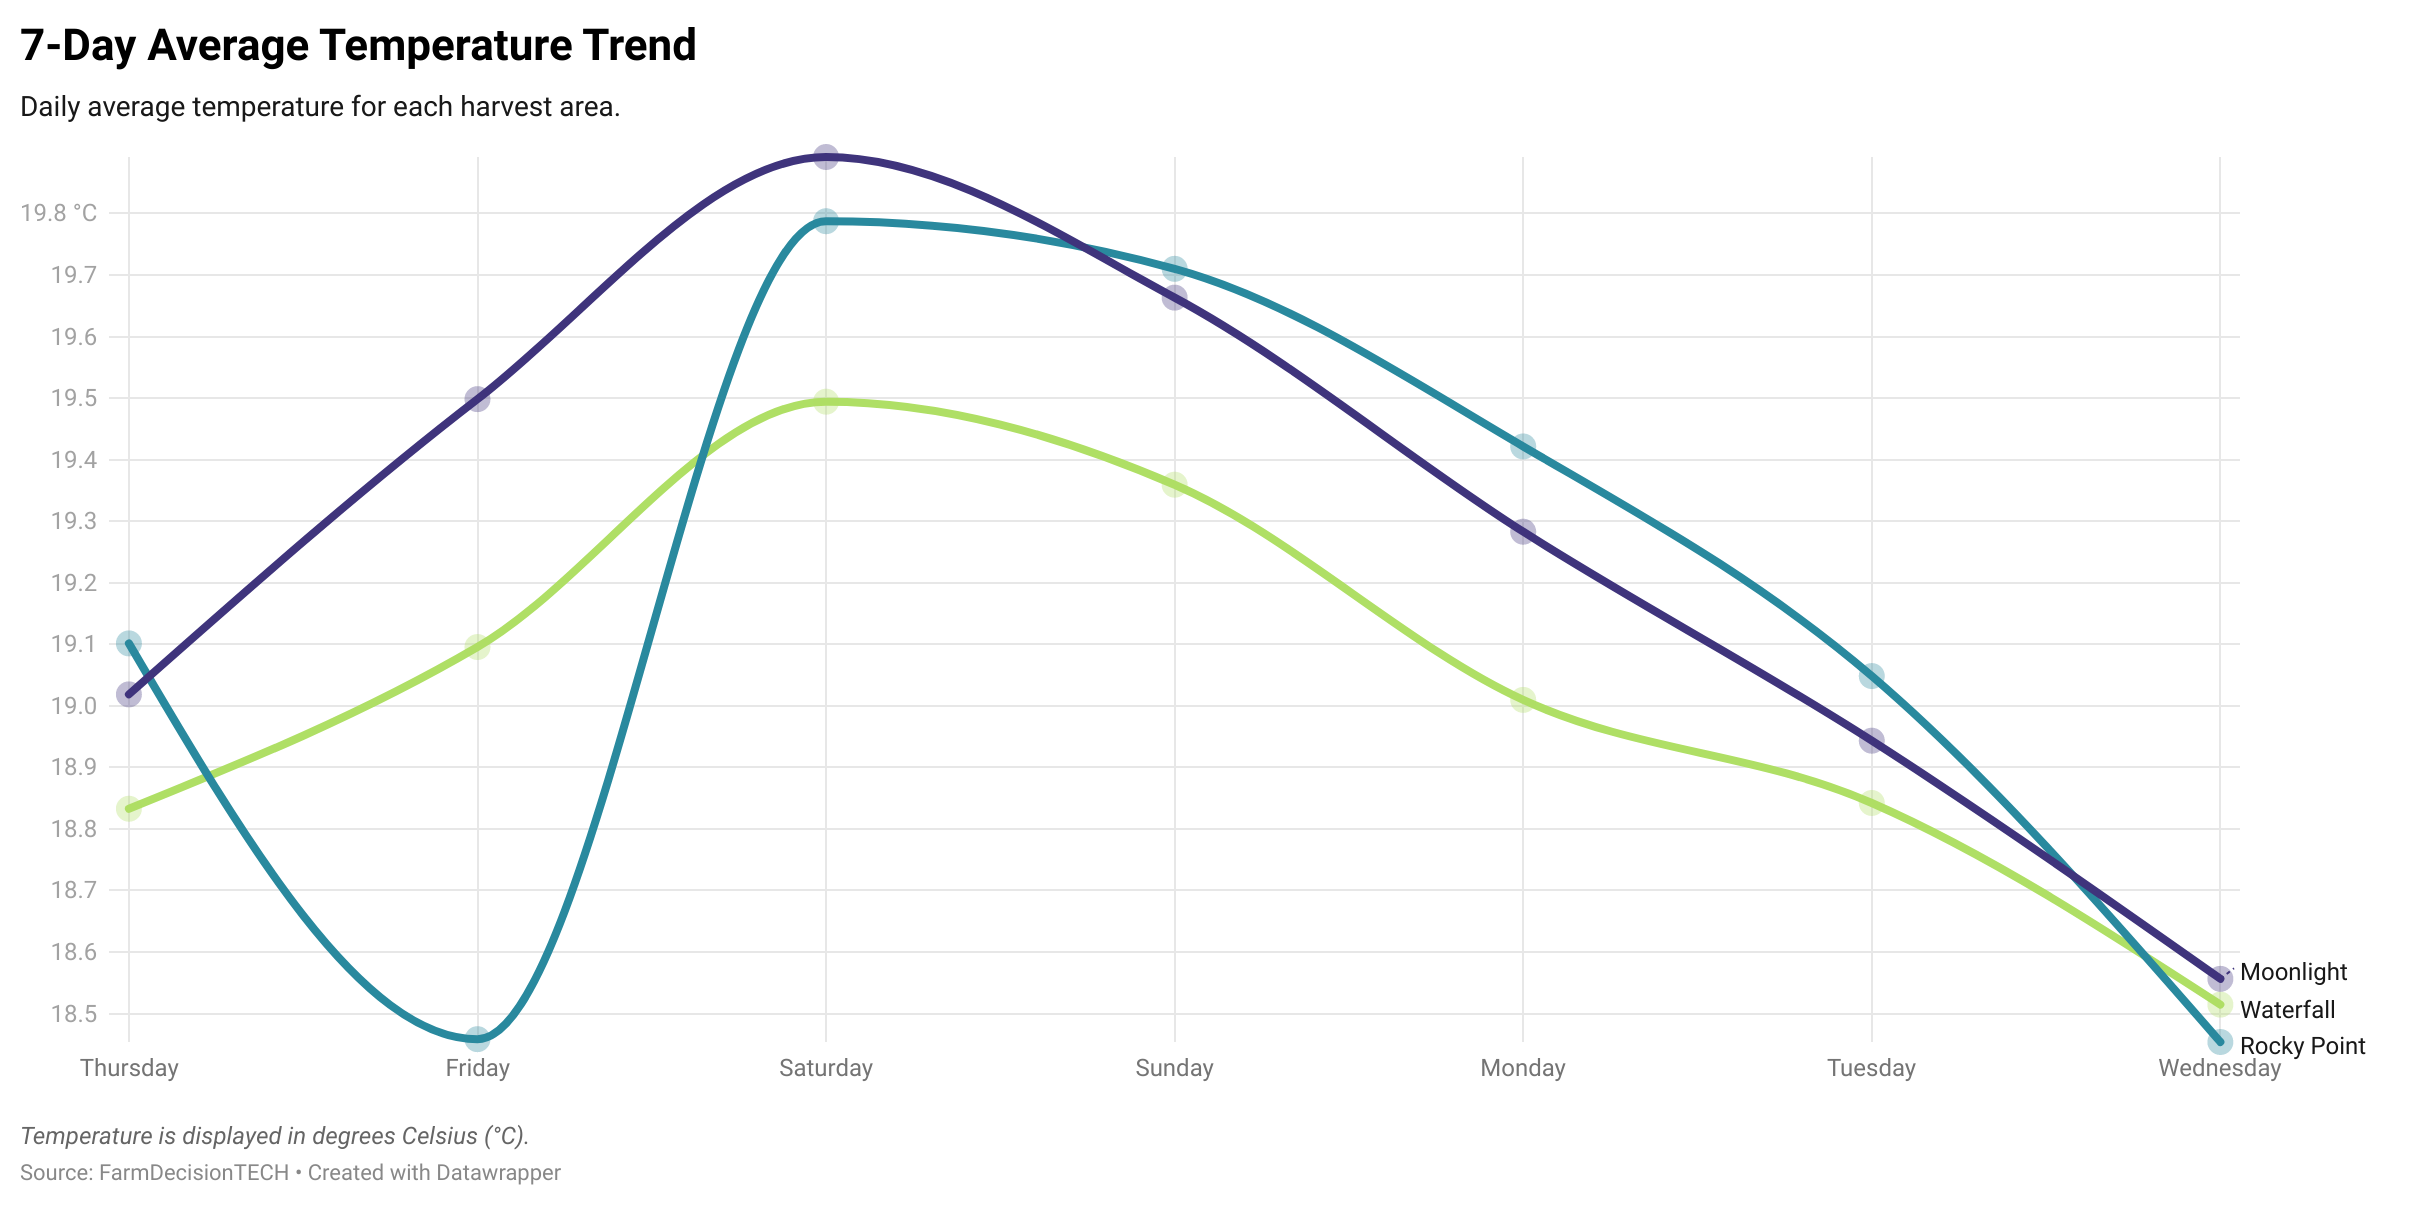 7-Day Average Temperature Trend
Daily average temperature for each harvest area.
19.8 °C
19.7
19.6
19.5
19.4
19.3
19.2
19.1
19.0
18.9
18.8
18.7
18.6
18.5
Moonlight
Waterfall
Rocky Point
Thursday Friday Saturday Sunday Monday Tuesday Wednesday
Temperature is displayed in degrees Celsius (°C).
Source: FarmDecisionTECH • Created with Datawrapper